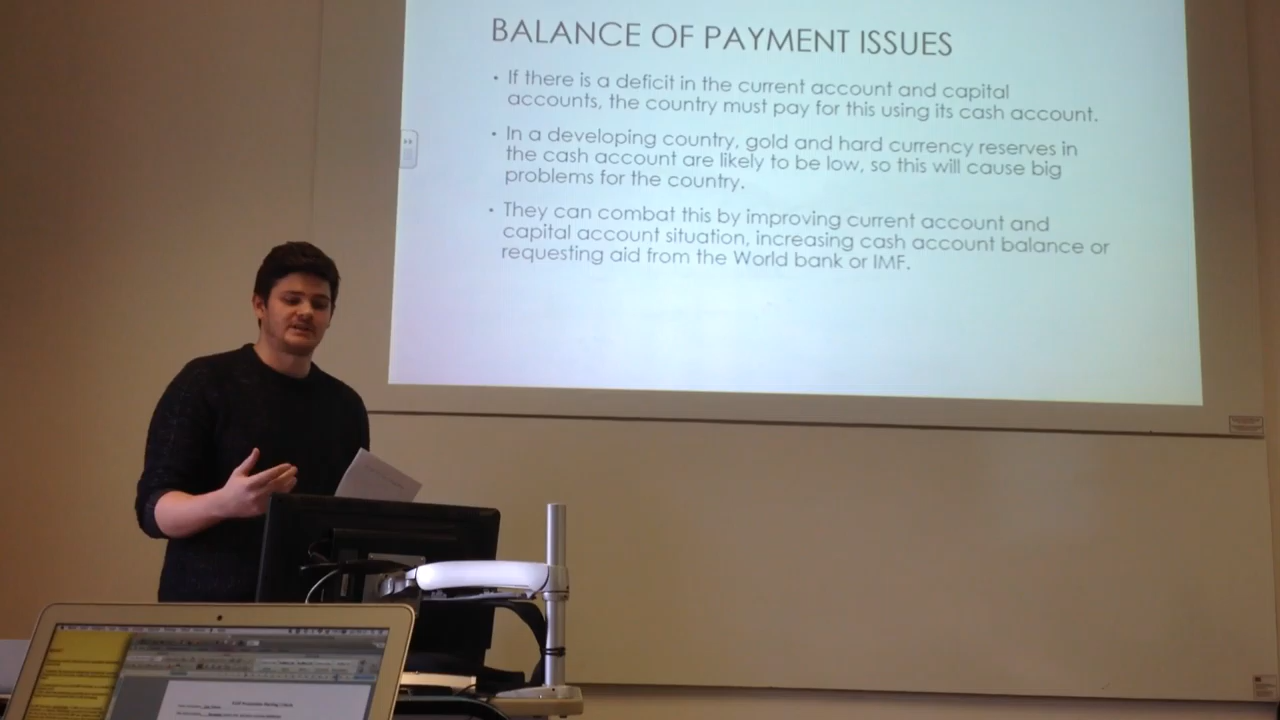 BALANCE OF PAYMENT ISSUES
• If there is a deficit in the current account and capital
accounts, the country must pay for this using its cash account.
• In a developing country, gold and hard currency reserves in
the cash account are likely to be low, so this will cause big
problems for the country.
• They can combat this by improving current account and
capital account situation, increasing cash account balance or
requesting aid from the World bank or IMF.